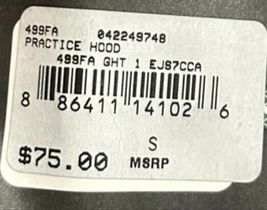 499FA 042249748
PRACTICE HOOD
499FA GHT 1 EJS7CCA
8 86411 14102 6
S
$75.00 MSRP